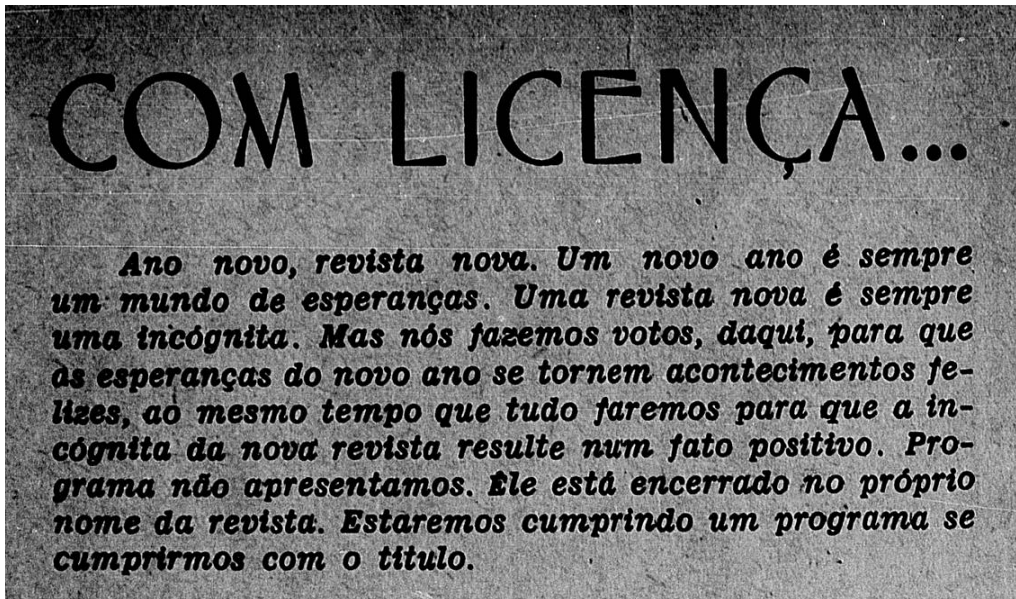 COM LICENÇA...
Ano novo, revista nova. Um novo ano é sempre
um mundo de esperanças. Uma revista nova é sempre
uma incógnita. Mas nós fazemos votos, daqui, para que
as esperanças do novo ano se tornem acontecimentos fe-
lizes, ao mesmo tempo que tudo faremos para que a in-
cógnita da nova revista resulte num fato positivo. Pro-
grama não apresentamos. Êle está encerrado no próprio
nome da revista. Estaremos cumprindo um programa se
cumprirmos com o título.